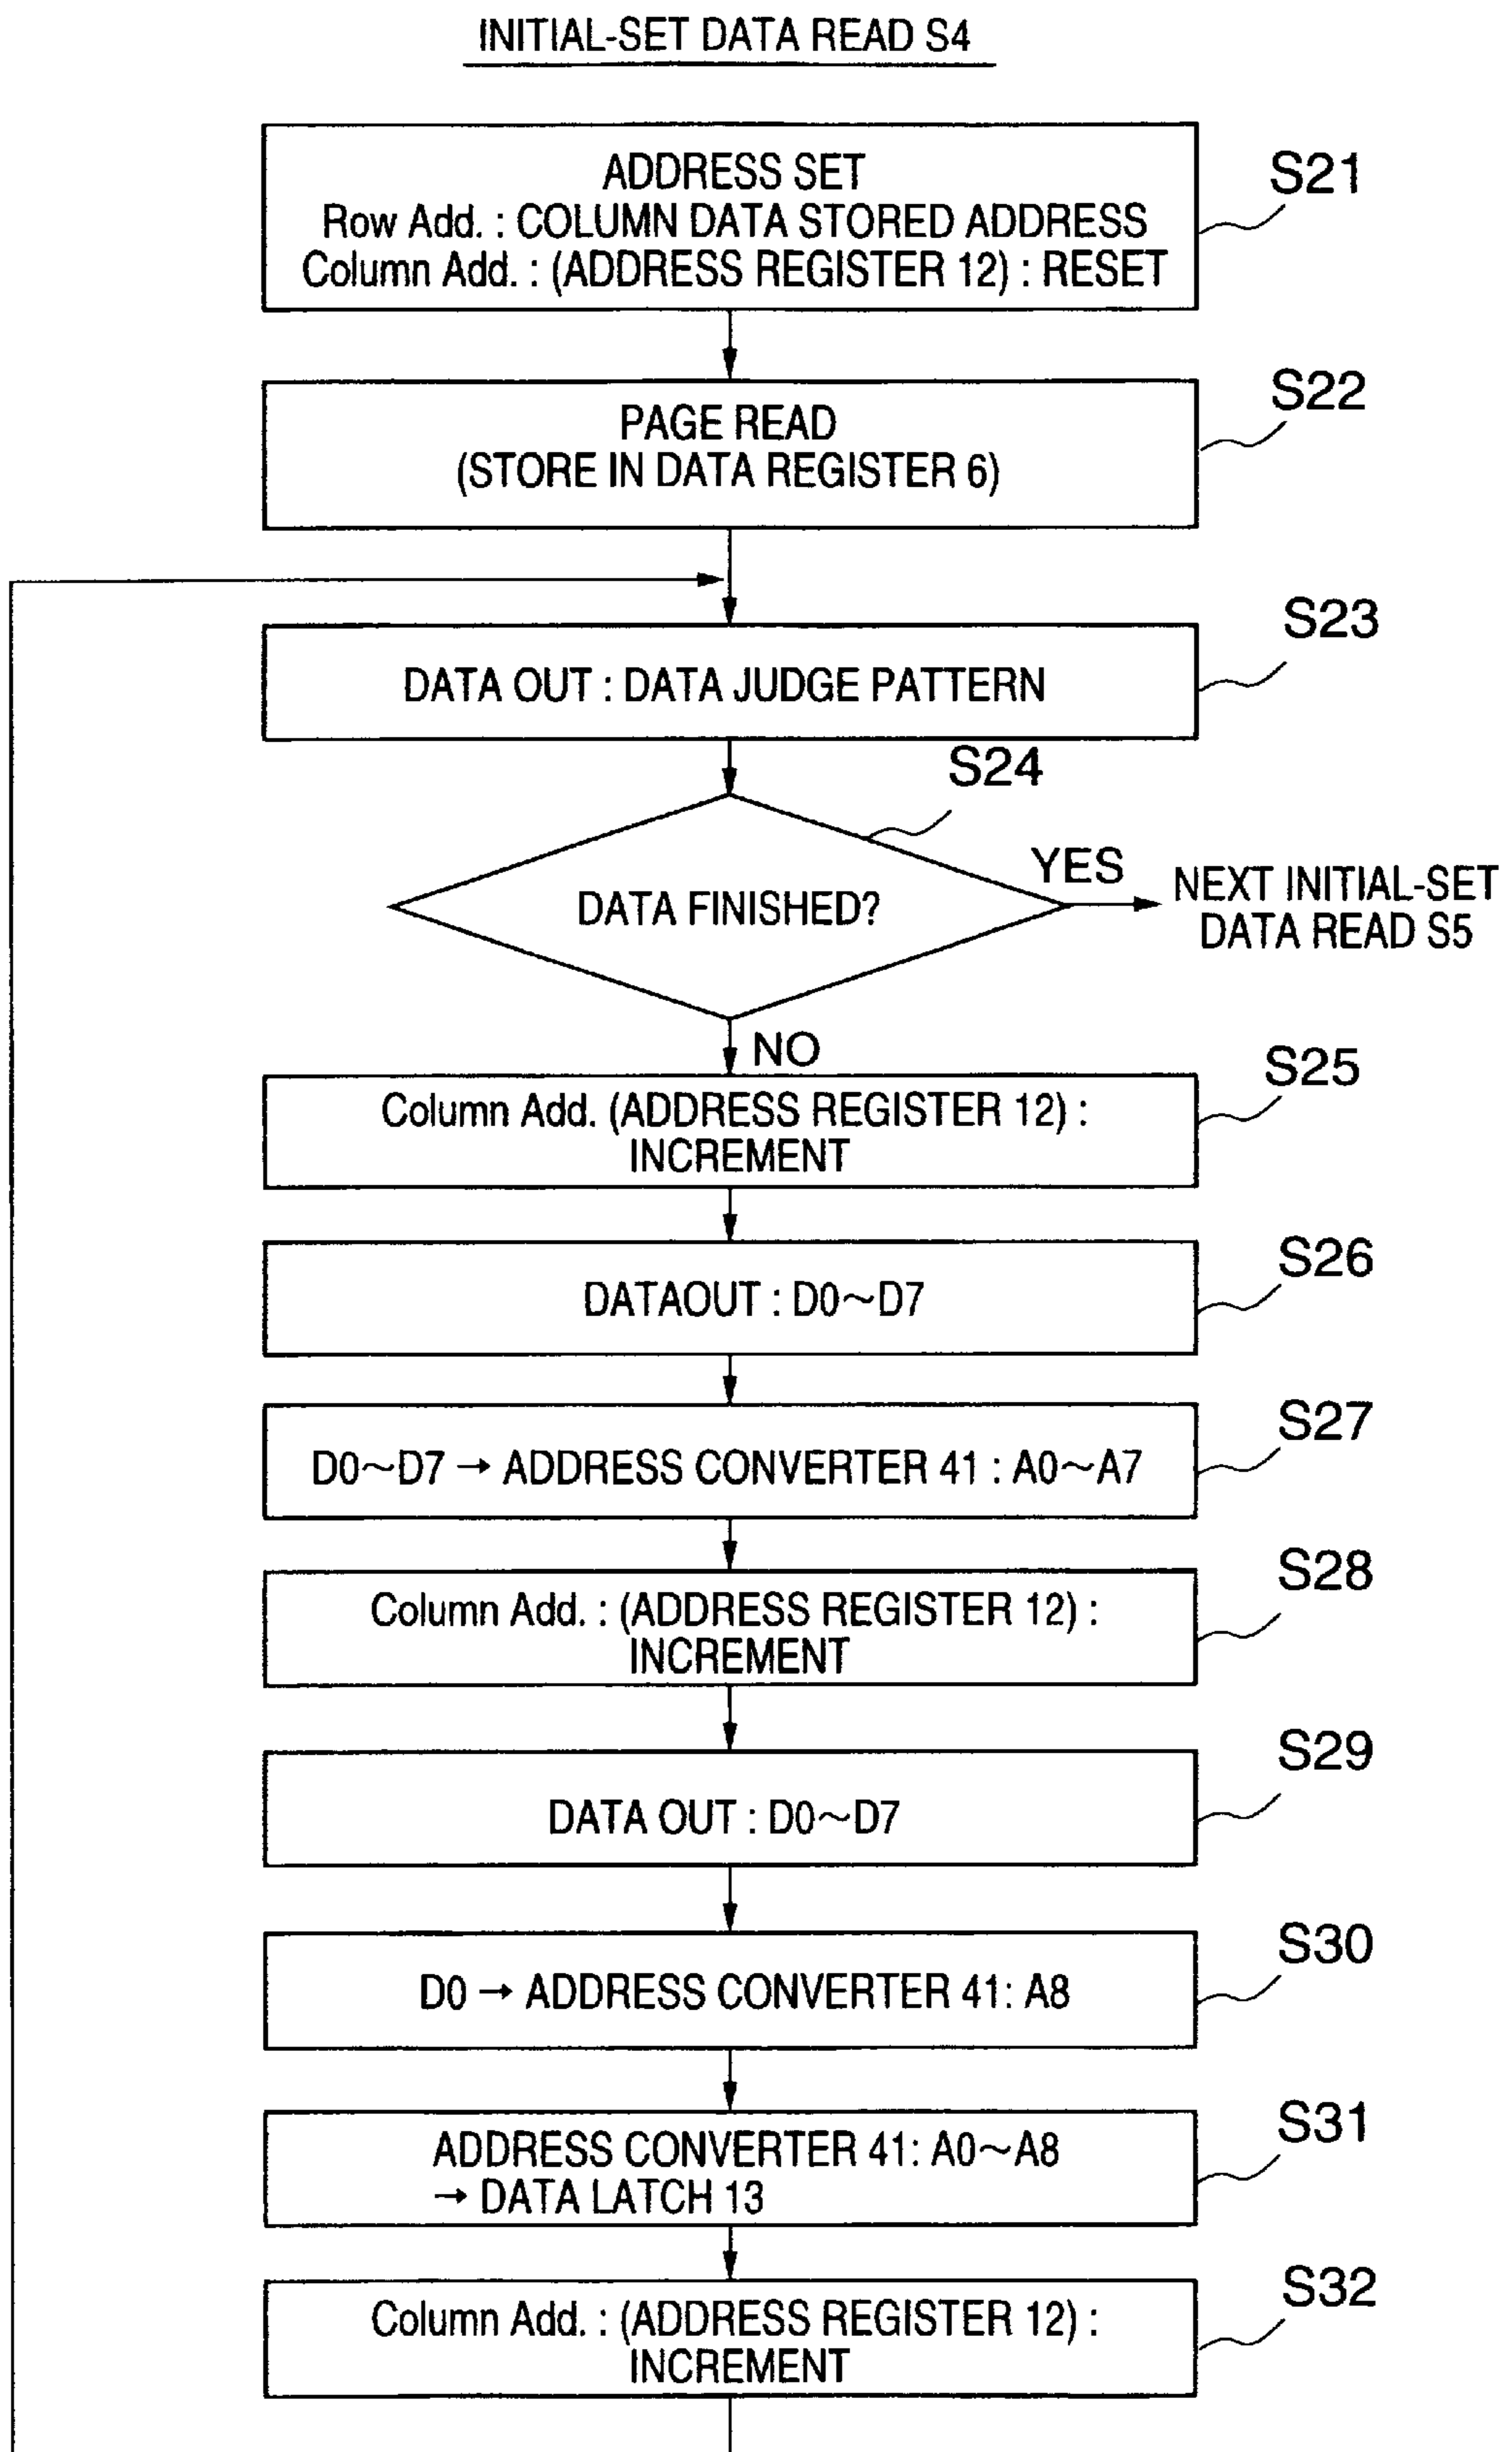 INITIAL-SET DATA READ S4
ADDRESS SET
Row Add. : COLUMN DATA STORED ADDRESS
Column Add. : (ADDRESS REGISTER 12) : RESET
S21
PAGE READ
(STORE IN DATA REGISTER 6)
S22
DATA OUT : DATA JUDGE PATTERN
S23
S24
DATA FINISHED?
YES
NEXT INITIAL-SET
DATA READ S5
NO
Column Add. (ADDRESS REGISTER 12) :
INCREMENT
S25
DATAOUT : D0~D7
S26
D0~D7 → ADDRESS CONVERTER 41 : A0~A7
S27
Column Add. : (ADDRESS REGISTER 12) :
INCREMENT
S28
DATA OUT : D0~D7
S29
D0 → ADDRESS CONVERTER 41: A8
S30
ADDRESS CONVERTER 41: A0~A8
→ DATA LATCH 13
S31
Column Add. : (ADDRESS REGISTER 12) :
INCREMENT
S32